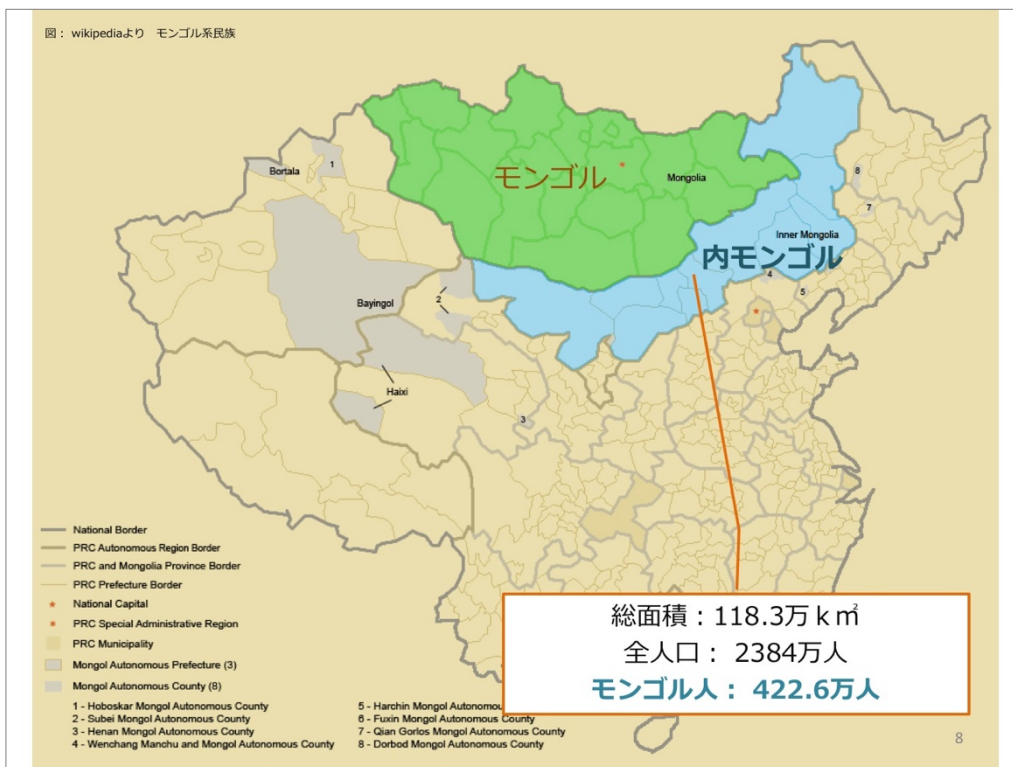 図： wikipediaより　モンゴル系民族
Bortala
1
モンゴル
Mongolia
8
7
Inner Mongolia
内モンゴル
4
5
Bayingol
2
Haixi
3
National Border
PRC Autonomous Region Border
PRC and Mongolia Province Border
PRC Prefecture Border
National Capital
PRC Special Administrative Region
PRC Municipality
Mongol Autonomous Prefecture (3)
Mongol Autonomous County (8)
1 - Hoboskar Mongol Autonomous County
2 - Subei Mongol Autonomous County
3 - Henan Mongol Autonomous County
4 - Wenchang Manchu and Mongol Autonomous County
5 - Harchin Mongol Autonomou
6 - Fuxin Mongol Autonomous County
7 - Qian Gorlos Mongol Autonomous County
8 - Dorbod Mongol Autonomous County
総面積：118.3万ｋ㎡
全人口： 2384万人
モンゴル人： 422.6万人
8